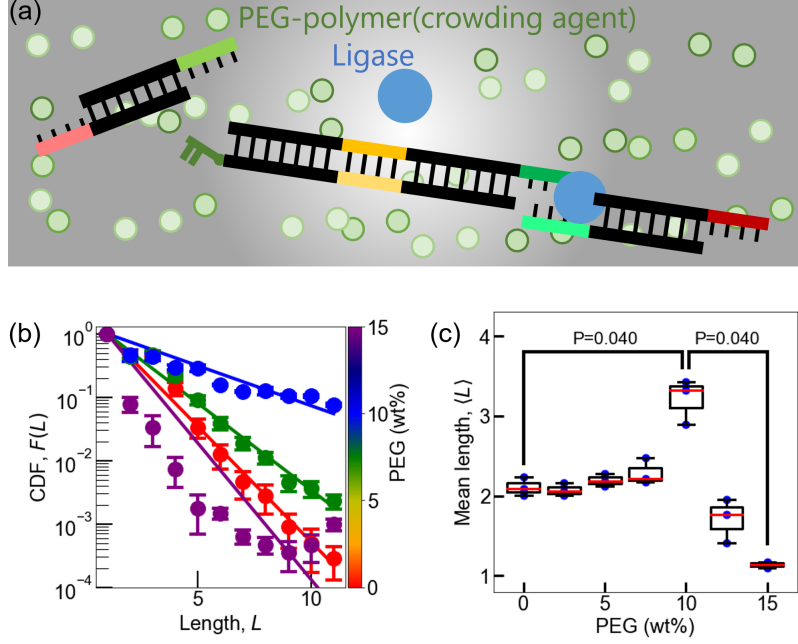 (a)
PEG-polymer(crowding agent)
Ligase
(b)
(c)
10⁰
10⁻¹
10⁻²
10⁻³
10⁻⁴
CDF, F(L)
5
10
Length, L
15
10
5
0
PEG (wt%)
4
3
2
1
Mean length, ⟨L⟩
P=0.040
P=0.040
0
5
10
15
PEG (wt%)